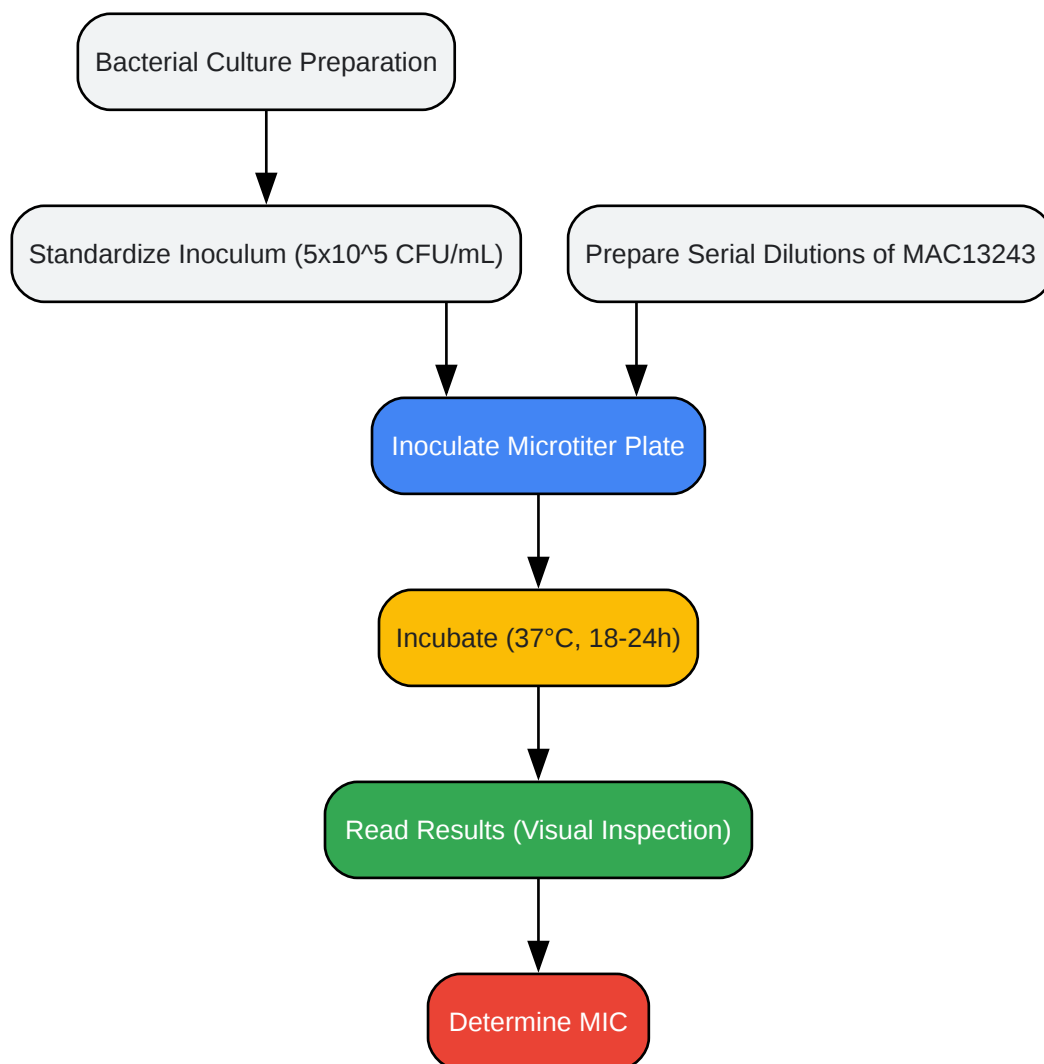 Bacterial Culture Preparation
Standardize Inoculum (5x10^5 CFU/mL)
Prepare Serial Dilutions of MAC13243
Inoculate Microtiter Plate
Incubate (37°C, 18-24h)
Read Results (Visual Inspection)
Determine MIC